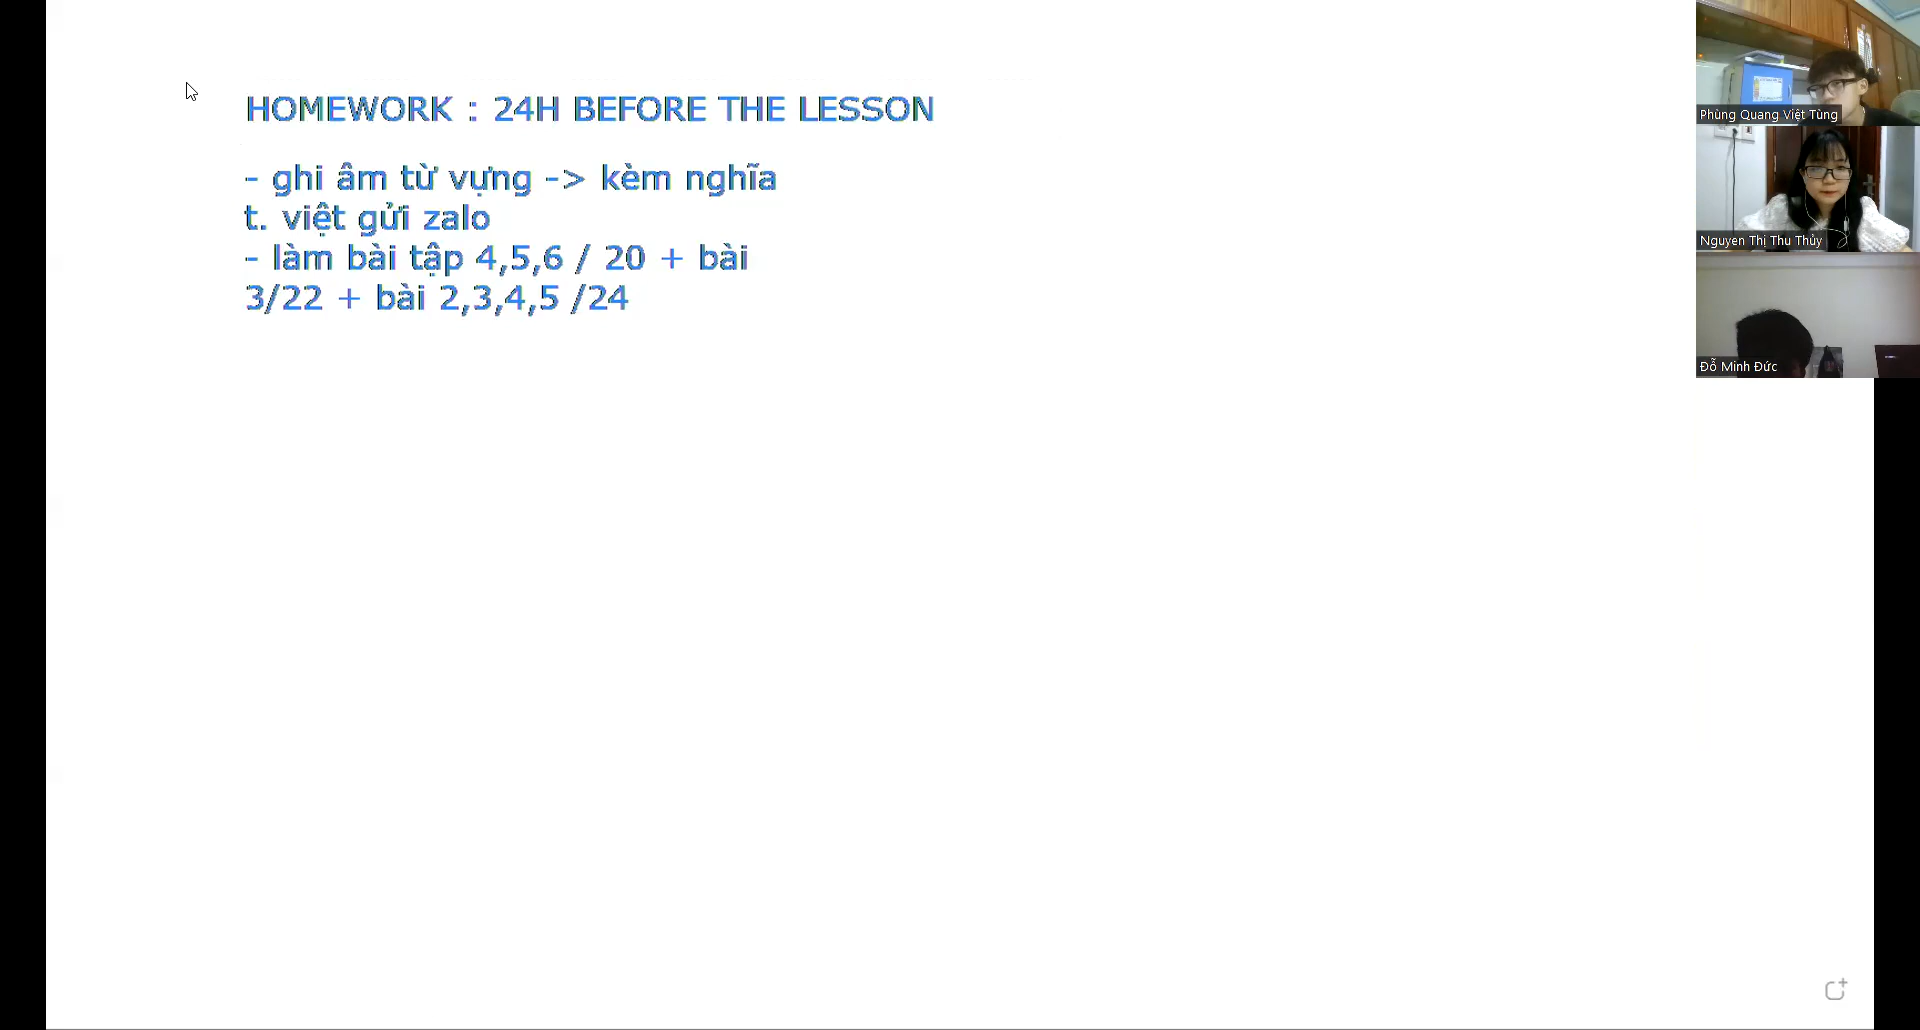 HOMEWORK : 24H BEFORE THE LESSON
- ghi âm từ vựng -> kèm nghĩa
t. việt gửi zalo
- làm bài tập 4,5,6 / 20 + bài
3/22 + bài 2,3,4,5 /24
Phùng Quang Việt Tùng
Nguyen Thị Thu Thủy
Đỗ Minh Đức